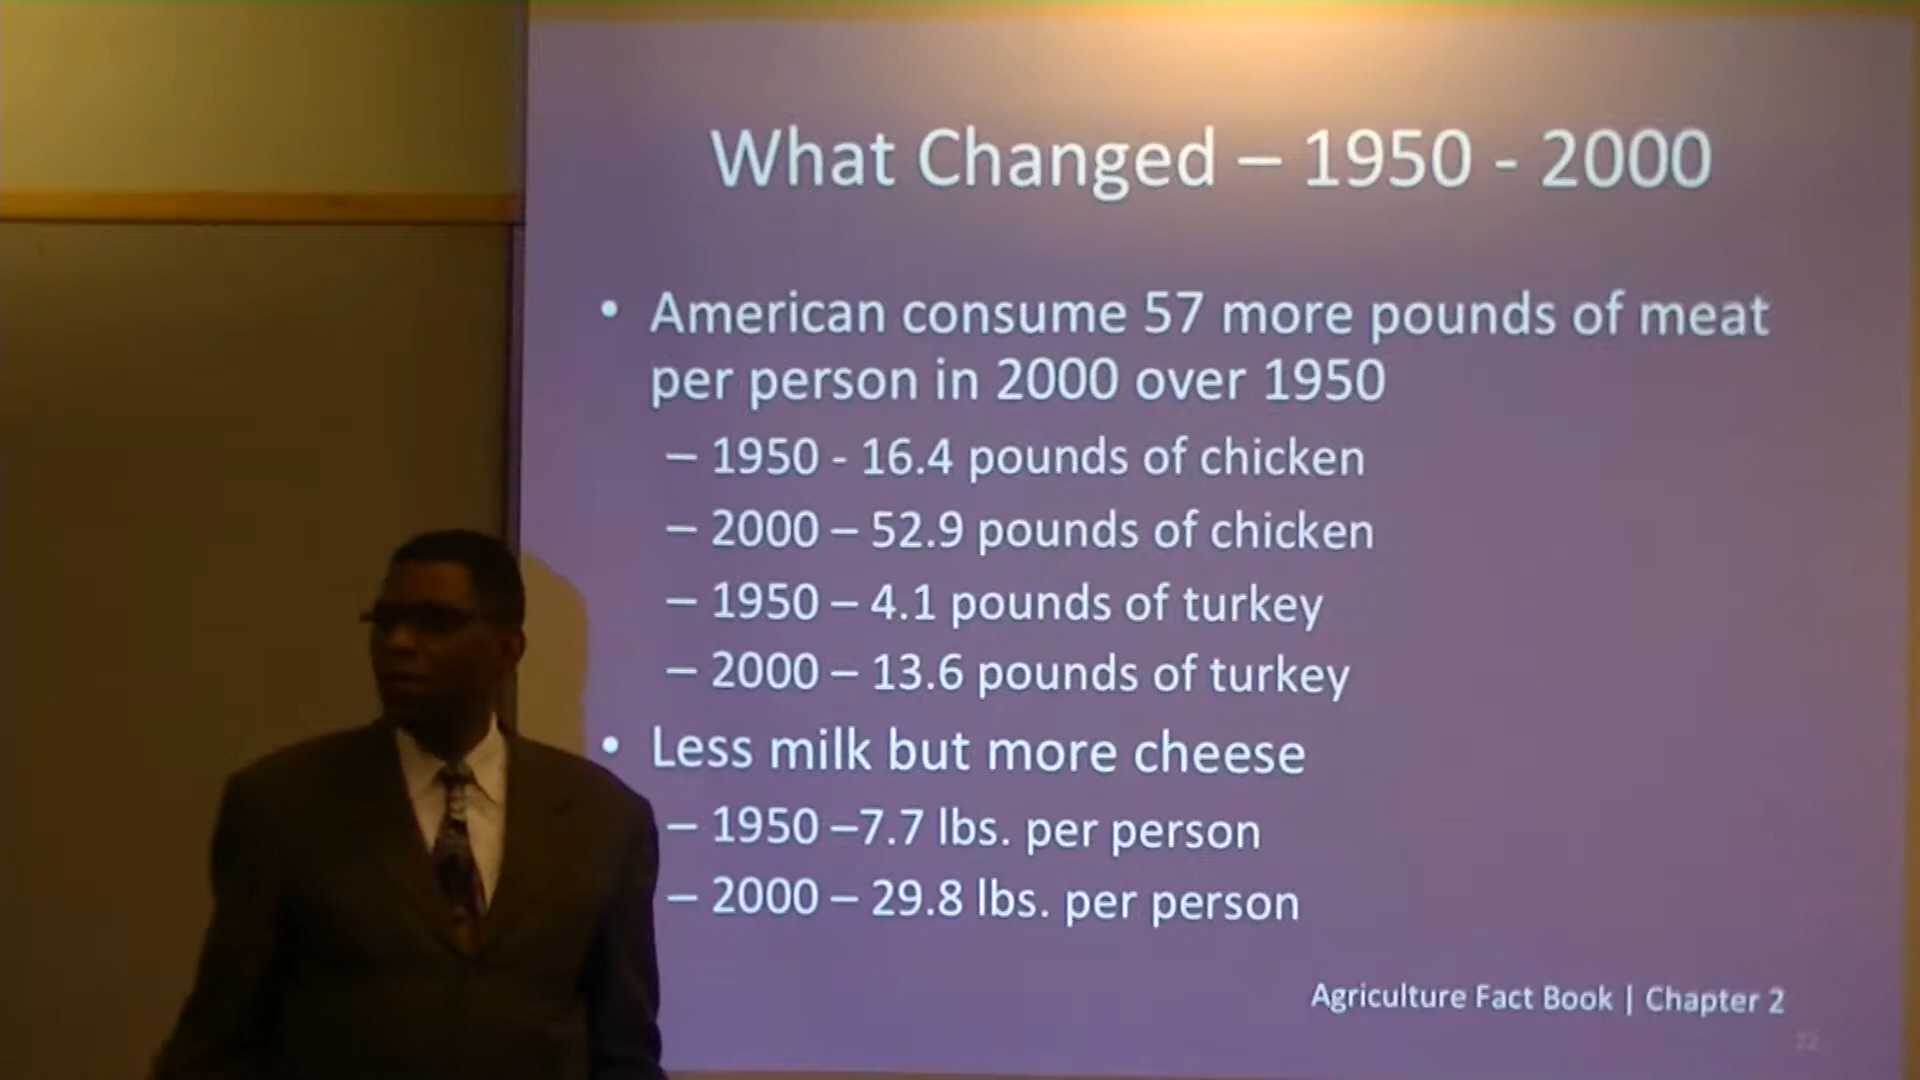 What Changed – 1950 - 2000
• American consume 57 more pounds of meat
per person in 2000 over 1950
– 1950 - 16.4 pounds of chicken
– 2000 – 52.9 pounds of chicken
– 1950 – 4.1 pounds of turkey
– 2000 – 13.6 pounds of turkey
• Less milk but more cheese
– 1950 –7.7 lbs. per person
– 2000 – 29.8 lbs. per person
Agriculture Fact Book | Chapter 2
22